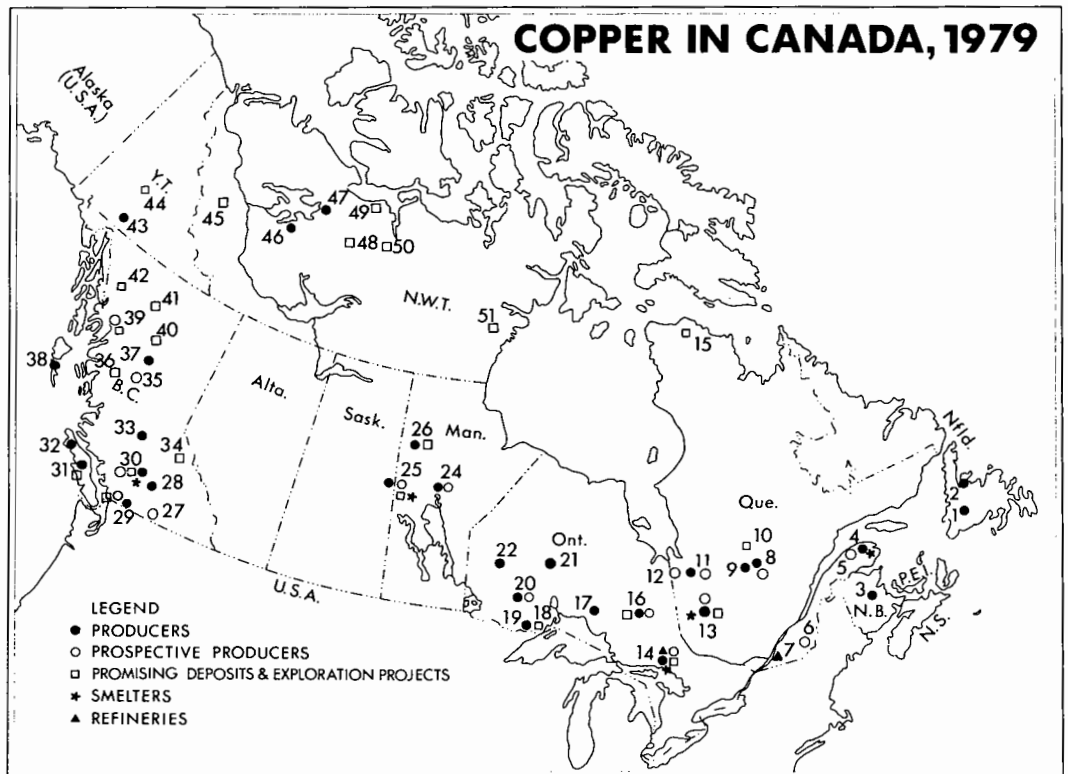 COPPER IN CANADA, 1979
Alaska
(U.S.A.)
Y.T.
44
43
45
47
46
49
48
50
42
41
39
40
N.W.T.
51
15
38
37
36
35
B.C.
Alta.
Sask.
Man.
26
33
34
32
30
31
28
25
24
29
27
Nfld.
2
1
Que.
10
Ont.
22
21
12
11
9
8
4
5
P.E.I.
3
N.B.
N.S.
20
19
18
17
16
13
14
7
6
U.S.A.
LEGEND
● PRODUCERS
○ PROSPECTIVE PRODUCERS
□ PROMISING DEPOSITS & EXPLORATION PROJECTS
★ SMELTERS
▲ REFINERIES